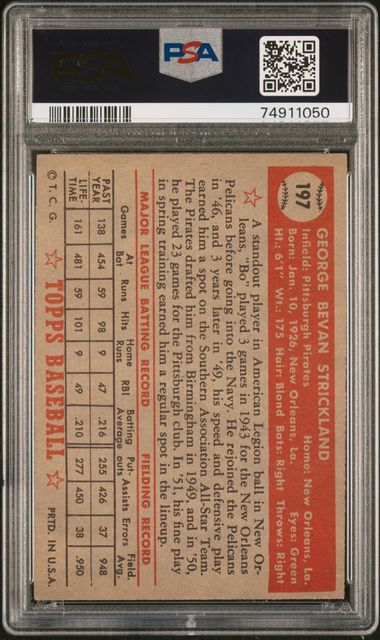 PSA
PSA
74911050
197
GEORGE BEVAN STRICKLAND
Infield: Pittsburgh Pirates Home: New Orleans, La.
Born: Jan. 10, 1926, New Orleans, La. Eyes: Green
Ht.: 6'1" Wt.: 175 Hair: Bland Bats: Right Throws: Right
A standout player in American Legion ball in New Or-
leans, "Bo" played 3 games in 1943 for the New Orleans
Pelicans before going into the Navy. He rejoined the Pelicans
in '46, and 3 years later in '49, his speed and defensive play
earned him a spot on the Southern Association All-Star Team.
The Pirates drafted him from Birmingham in 1949, and in '50,
he played 23 games for the Pittsburgh club. In '51, his fine play
in spring training earned him a regular spot in the lineup.
MAJOR LEAGUE BATTING RECORD FIELDING RECORD
Games At Bat Runs Hits Home Runs RBI Batting Average Put-outs Assists Errors Field. Avg.
PAST YEAR 138 454 59 98 9 47 .216 255 426 37 .948
LIFE-TIME 161 481 59 101 9 49 .210 277 450 38 .950
© T. C. G. TOPPS BASEBALL PRTD. IN U.S.A.